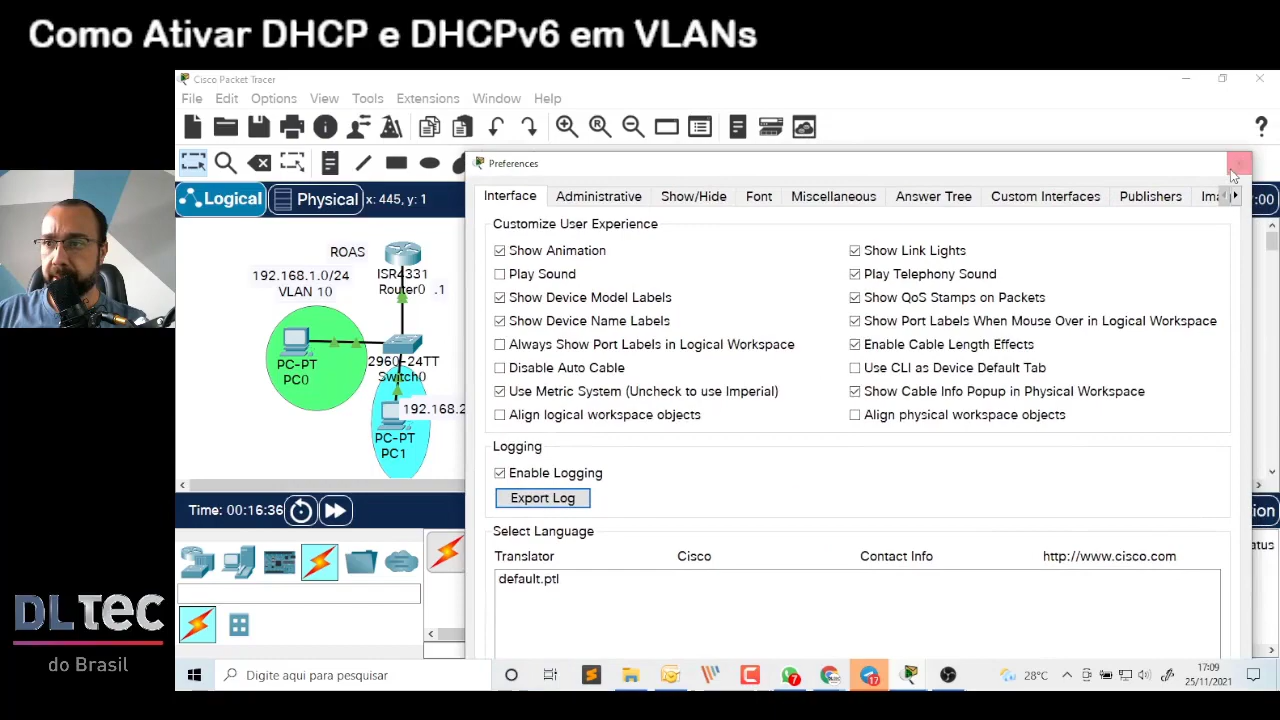 Como Ativar DHCP e DHCPv6 em VLANs
Cisco Packet Tracer
File Edit Options View Tools Extensions Window Help
Logical Physical x: 445, y: 1
:00
Preferences
Interface Administrative Show/Hide Font Miscellaneous Answer Tree Custom Interfaces Publishers
Customize User Experience
Show Animation Show Link Lights
Play Sound Play Telephony Sound
Show Device Model Labels Show QoS Stamps on Packets
Show Device Name Labels Show Port Labels When Mouse Over in Logical Workspace
Always Show Port Labels in Logical Workspace Enable Cable Length Effects
Disable Auto Cable Use CLI as Device Default Tab
Use Metric System (Uncheck to use Imperial) Show Cable Info Popup in Physical Workspace
Align logical workspace objects Align physical workspace objects
Logging
Enable Logging
Export Log
Select Language
Translator Cisco Contact Info http://www.cisco.com
default.ptl
ROAS
192.168.1.0/24
VLAN 10
ISR4331
Router0 .1
PC-PT
PC0
2960-24TT
Switch0
192.168.2
PC-PT
PC1
Time: 00:16:36
DLTEC
do Brasil
Digite aqui para pesquisar
7
17
28°C
17:09
25/11/2021